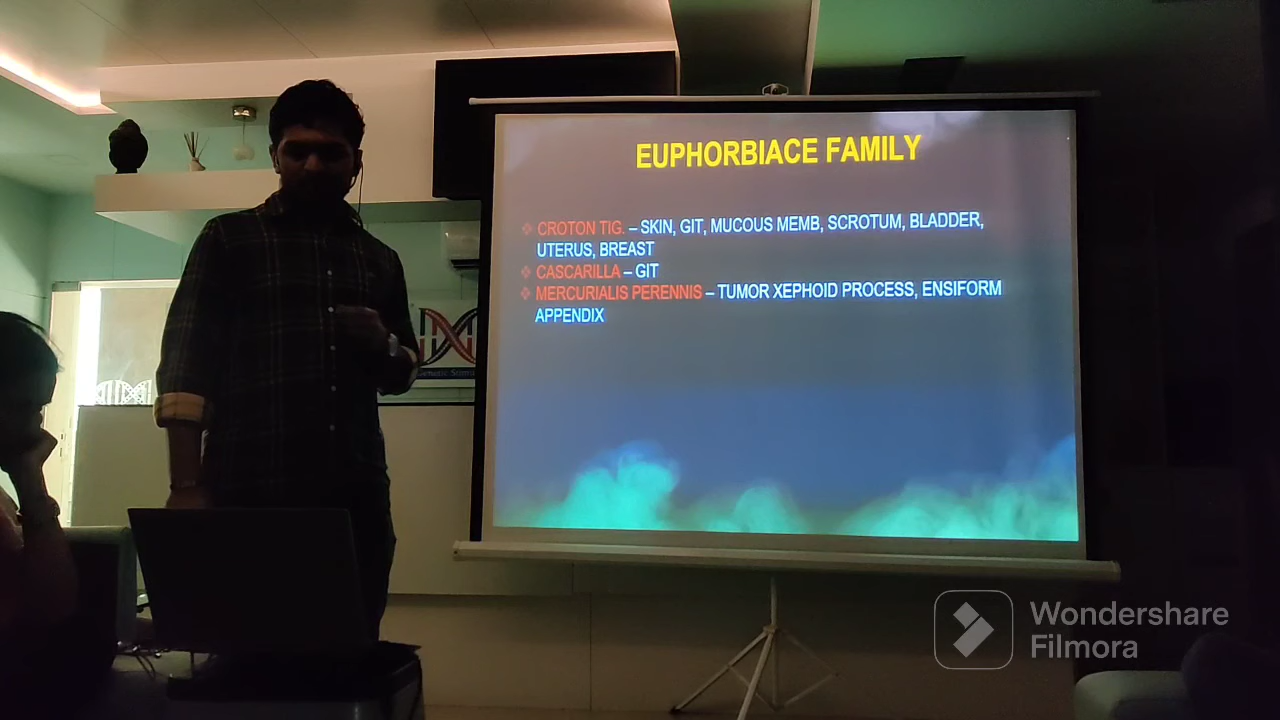 EUPHORBIACE FAMILY
❖ CROTON TIG. – SKIN, GIT, MUCOUS MEMB, SCROTUM, BLADDER,
UTERUS, BREAST
❖ CASCARILLA – GIT
❖ MERCURIALIS PERENNIS – TUMOR XEPHOID PROCESS, ENSIFORM
APPENDIX
Wondershare
Filmora